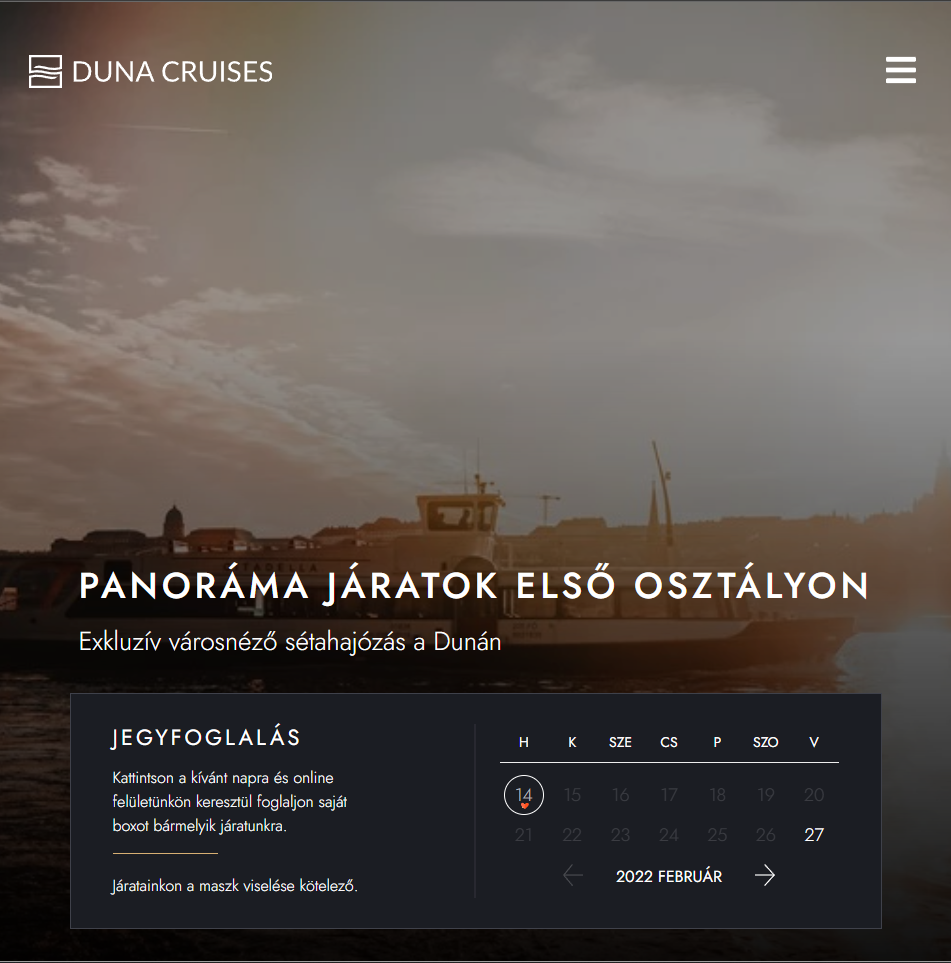 DUNA CRUISES
PANORÁMA JÁRATOK ELSŐ OSZTÁLYON
Exkluzív városnéző sétahajózás a Dunán
JEGYFOGLALÁS
Kattintson a kívánt napra és online
felületünkön keresztül foglaljon saját
boxot bármelyik járatunkra.
Járatainkon a maszk viselése kötelező.
H K SZE CS P SZO V
14 15 16 17 18 19 20
21 22 23 24 25 26 27
2022 FEBRUÁR